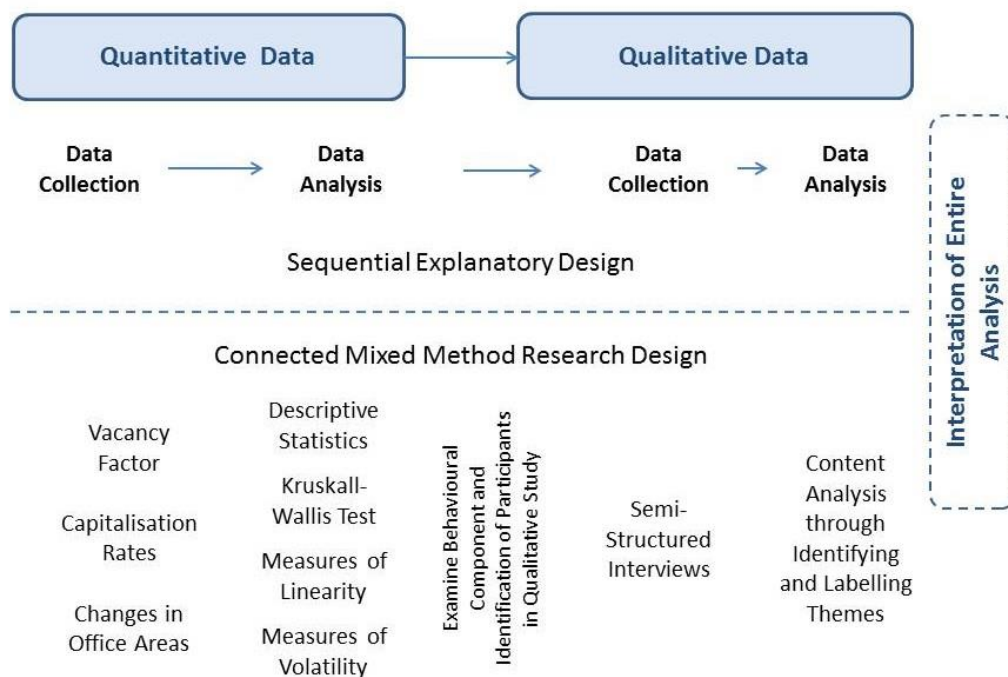 Quantitative Data
Qualitative Data
Data
Collection
Data
Analysis
Data
Collection
Data
Analysis
Sequential Explanatory Design
Connected Mixed Method Research Design
Vacancy
Factor
Capitalisation
Rates
Changes in
Office Areas
Descriptive
Statistics
Kruskall-
Wallis Test
Measures of
Linearity
Measures of
Volatility
Examine Behavioural
Component and
Identification of Participants
in Qualitative Study
Semi-
Structured
Interviews
Content
Analysis
through
Identifying
and Labelling
Themes
Interpretation of Entire
Analysis